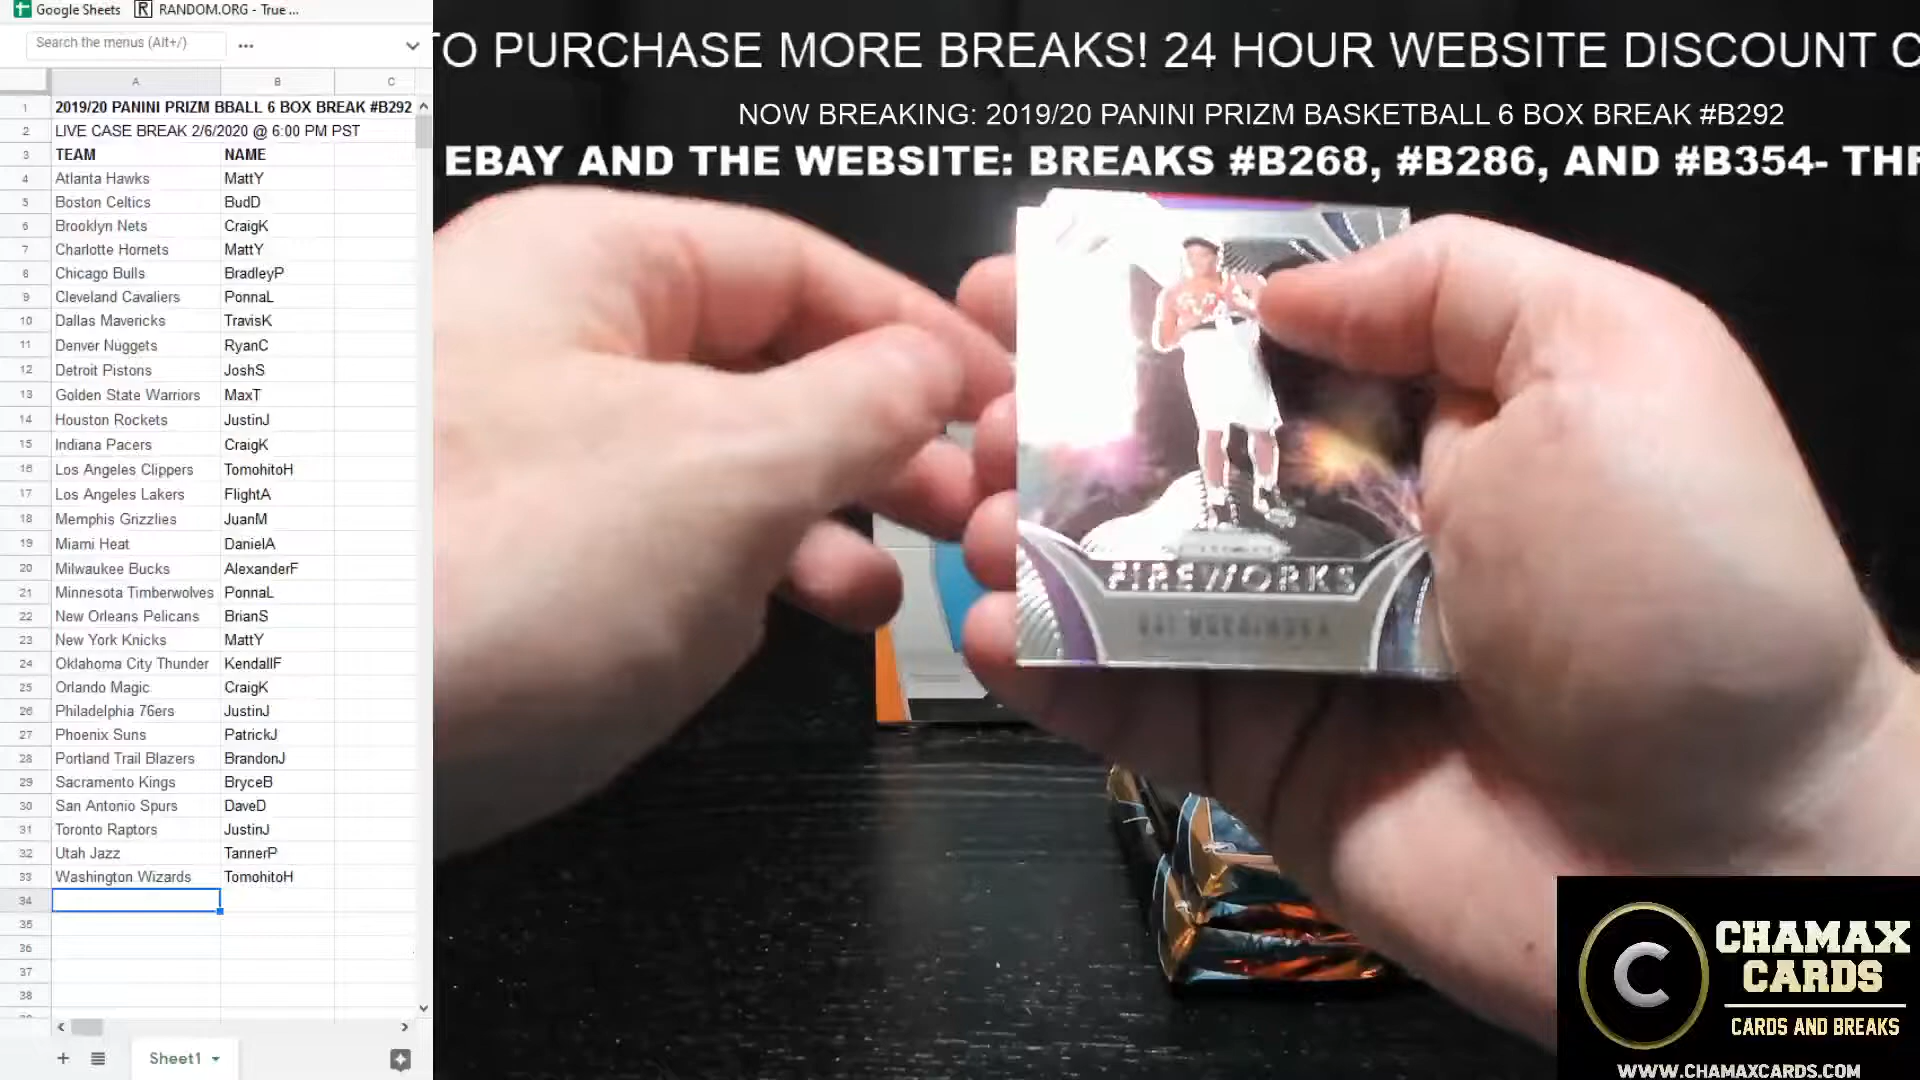 Google Sheets RANDOM.ORG - True ...
Search the menus (Alt+/)
A B C
1 2019/20 PANINI PRIZM BBALL 6 BOX BREAK #B292
2 LIVE CASE BREAK 2/6/2020 @ 6:00 PM PST
3 TEAM NAME
4 Atlanta Hawks MattY
5 Boston Celtics BudD
6 Brooklyn Nets CraigK
7 Charlotte Hornets MattY
8 Chicago Bulls BradleyP
9 Cleveland Cavaliers PonnaL
10 Dallas Mavericks TravisK
11 Denver Nuggets RyanC
12 Detroit Pistons JoshS
13 Golden State Warriors MaxT
14 Houston Rockets JustinJ
15 Indiana Pacers CraigK
16 Los Angeles Clippers TomohitoH
17 Los Angeles Lakers FlightA
18 Memphis Grizzlies JuanM
19 Miami Heat DanielA
20 Milwaukee Bucks AlexanderF
21 Minnesota Timberwolves PonnaL
22 New Orleans Pelicans BrianS
23 New York Knicks MattY
24 Oklahoma City Thunder KendallF
25 Orlando Magic CraigK
26 Philadelphia 76ers JustinJ
27 Phoenix Suns PatrickJ
28 Portland Trail Blazers BrandonJ
29 Sacramento Kings BryceB
30 San Antonio Spurs DaveD
31 Toronto Raptors JustinJ
32 Utah Jazz TannerP
33 Washington Wizards TomohitoH
34
35
36
37
38
Sheet1
TO PURCHASE MORE BREAKS! 24 HOUR WEBSITE DISCOUNT C
NOW BREAKING: 2019/20 PANINI PRIZM BASKETBALL 6 BOX BREAK #B292
EBAY AND THE WEBSITE: BREAKS #B268, #B286, AND #B354- THR
FIREWORKS
C
CHAMAX
CARDS
CARDS AND BREAKS
WWW.CHAMAXCARDS.COM